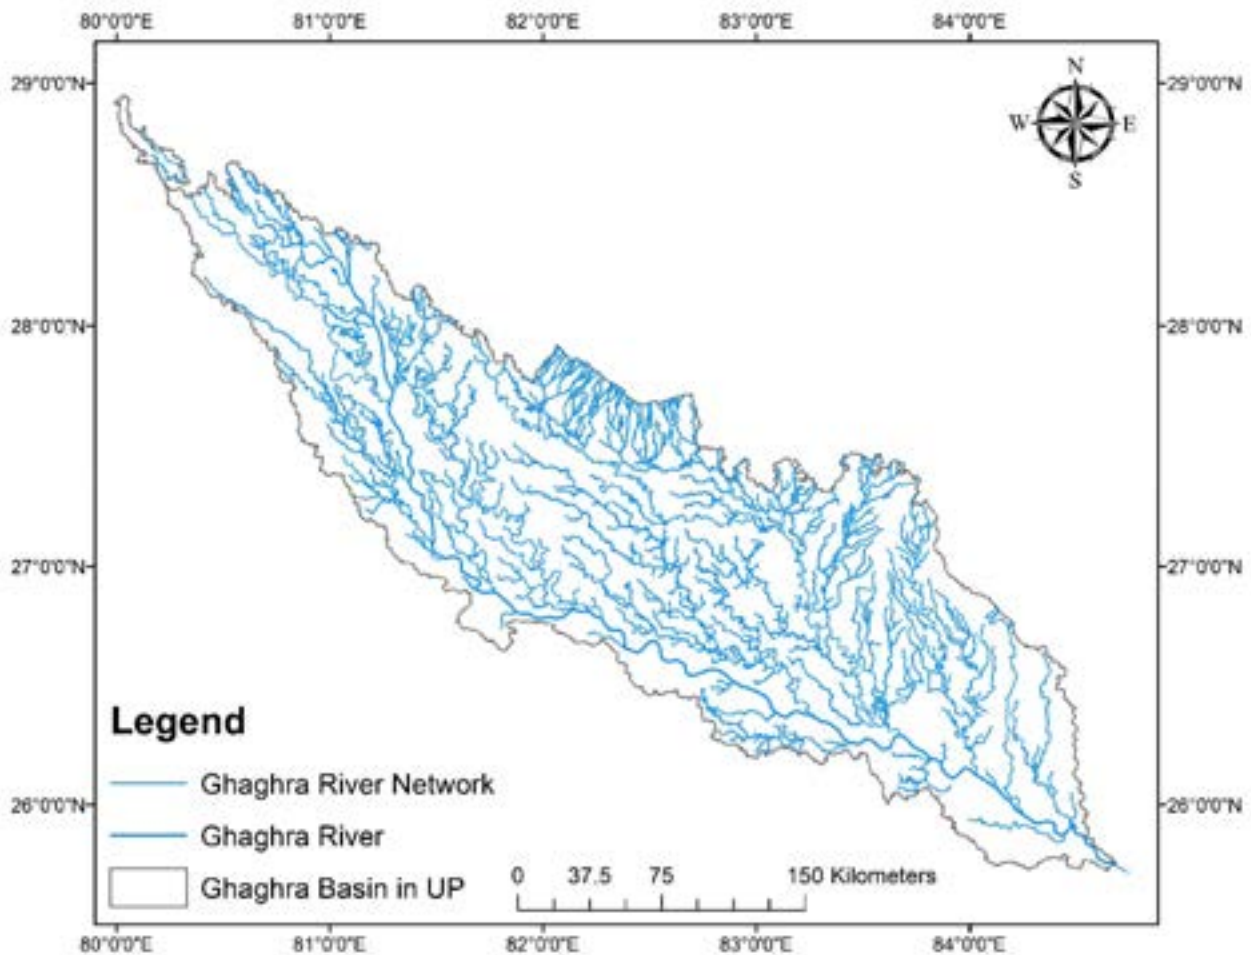 80°0'0"E 81°0'0"E 82°0'0"E 83°0'0"E 84°0'0"E
29°0'0"N 29°0'0"N
N
W E
S
28°0'0"N 28°0'0"N
27°0'0"N 27°0'0"N
Legend
Ghaghra River Network
26°0'0"N 26°0'0"N
Ghaghra River
Ghaghra Basin in UP
0 37.5 75 150 Kilometers
80°0'0"E 81°0'0"E 82°0'0"E 83°0'0"E 84°0'0"E